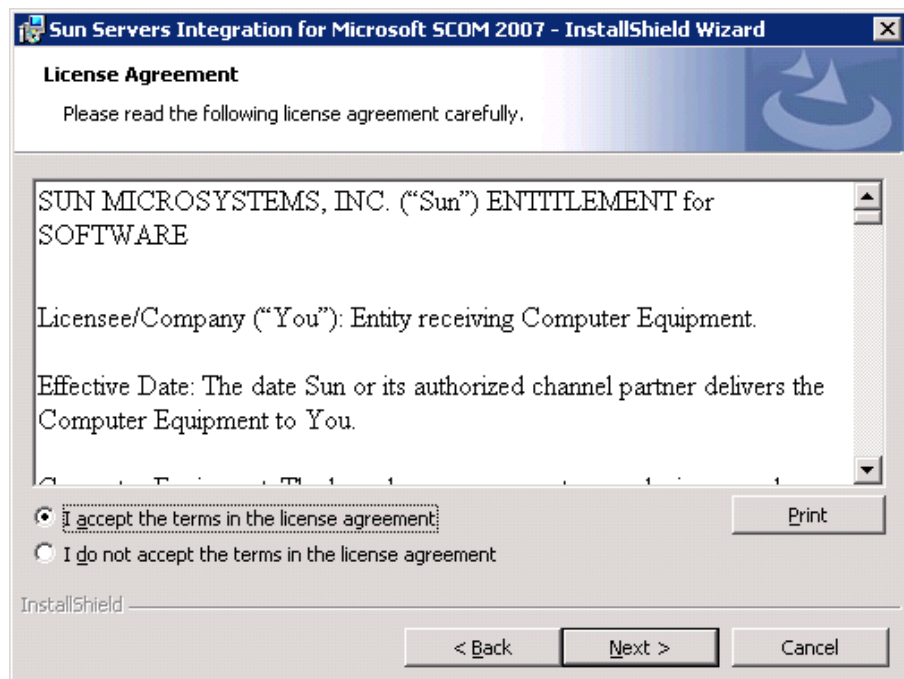 Sun Servers Integration for Microsoft SCOM 2007 - InstallShield Wizard
License Agreement
Please read the following license agreement carefully.
SUN MICROSYSTEMS, INC. (“Sun”) ENTITLEMENT for
SOFTWARE
Licensee/Company (“You”): Entity receiving Computer Equipment.
Effective Date: The date Sun or its authorized channel partner delivers the
Computer Equipment to You.
I accept the terms in the license agreement
Print
I do not accept the terms in the license agreement
InstallShield
< Back
Next >
Cancel